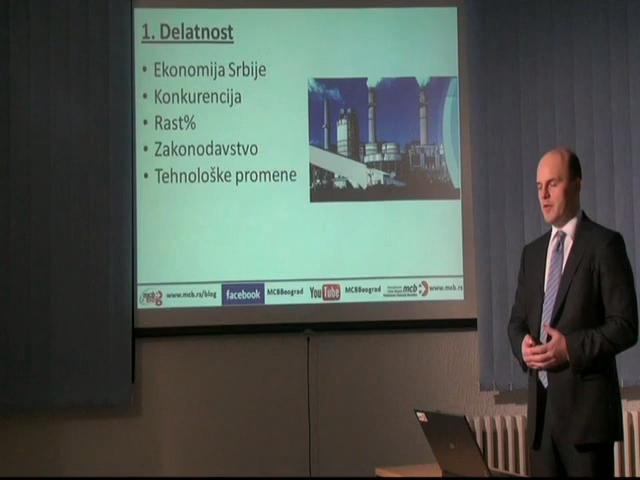 1. Delatnost
• Ekonomija Srbije
• Konkurencija
• Rast%
• Zakonodavstvo
• Tehnološke promene
mcb www.mcb.rs/blog facebook MCBBeograd YouTube MCBBeograd mcb www.mcb.rs